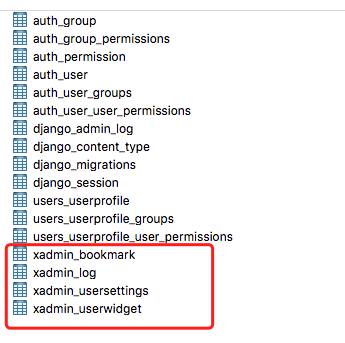 auth_group
auth_group_permissions
auth_permission
auth_user
auth_user_groups
auth_user_user_permissions
django_admin_log
django_content_type
django_migrations
django_session
users_userprofile
users_userprofile_groups
users_userprofile_user_permissions
xadmin_bookmark
xadmin_log
xadmin_usersettings
xadmin_userwidget